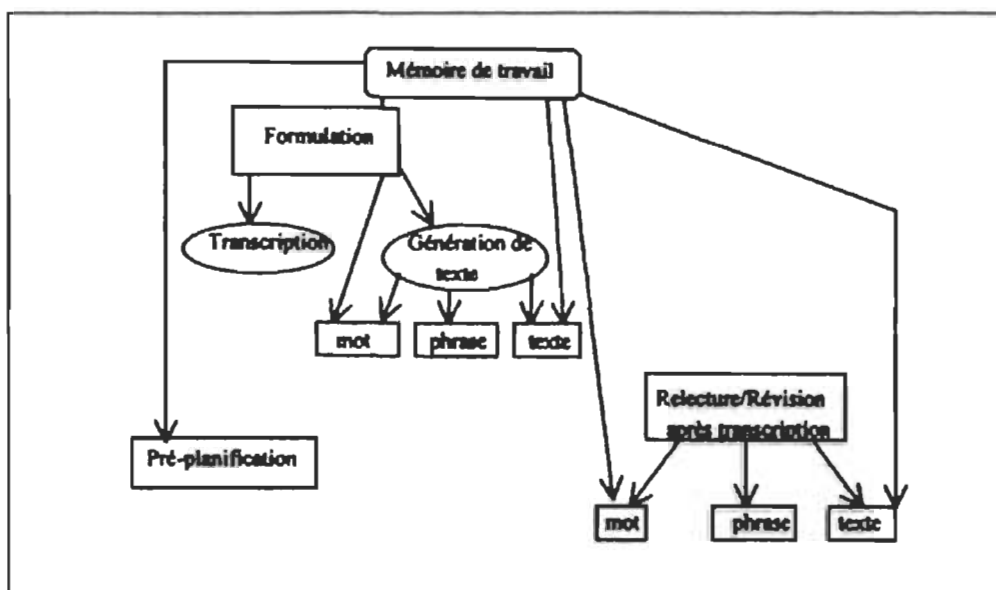 Mémoire de travail
Formulation
Transcription
Génération de
texte
mot
phrase
texte
Relecture/Révision
après transcription
Pré-planification
mot
phrase
texte